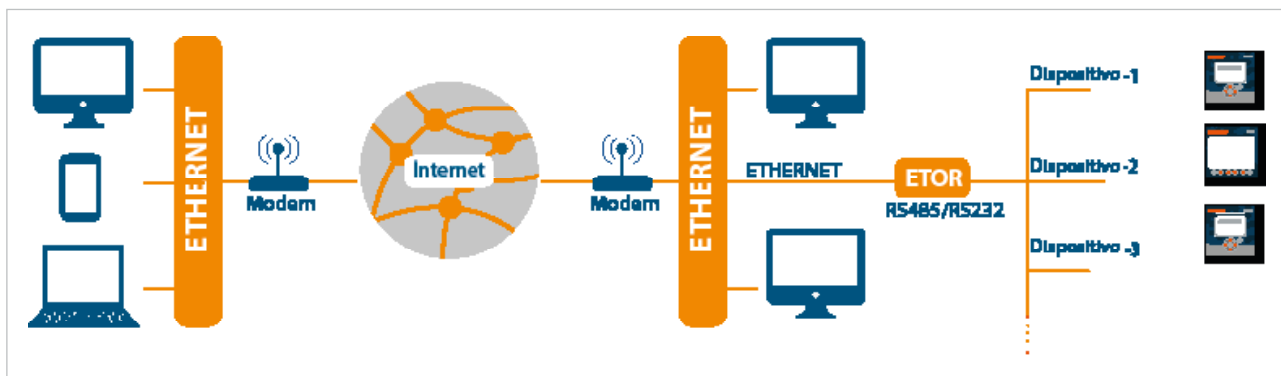 ETHERNET
Modem
Internet
Modem
ETHERNET
ETHERNET
ETOR
RS485/RS232
Dispositivo -1
Dispositivo -2
Dispositivo -3